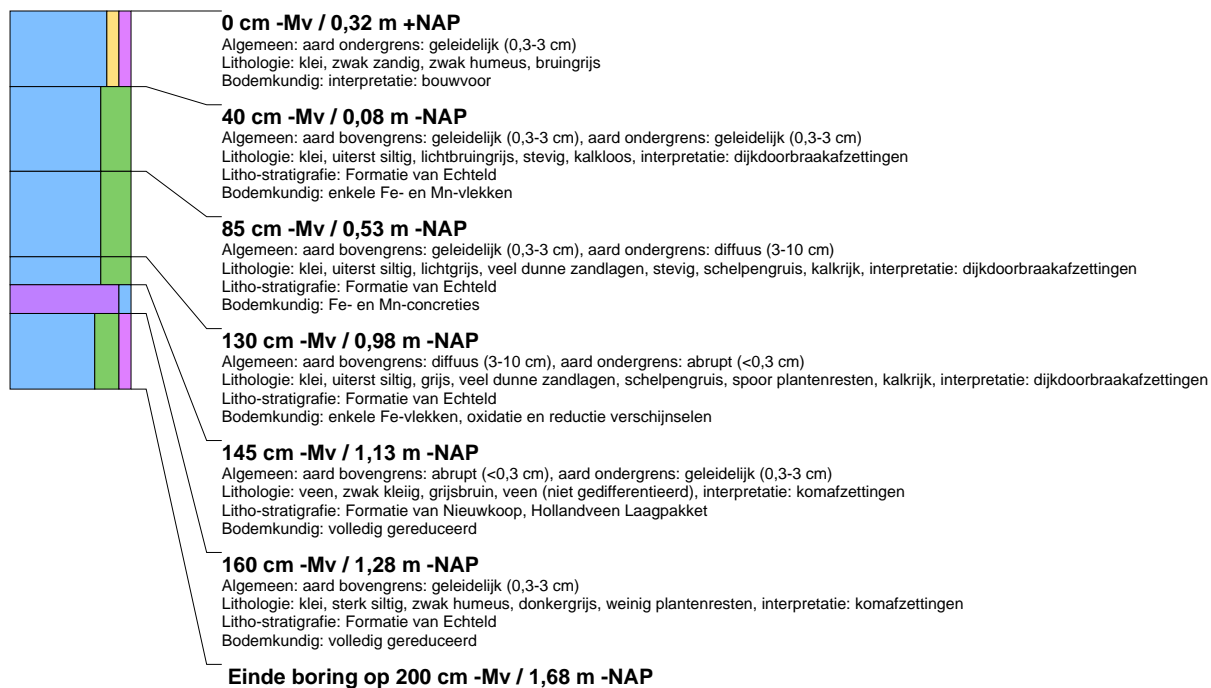 0 cm -Mv / 0,32 m +NAP
Algemeen: aard ondergrens: geleidelijk (0,3-3 cm)
Lithologie: klei, zwak zandig, zwak humeus, bruingrijs
Bodemkundig: interpretatie: bouwvoor
40 cm -Mv / 0,08 m -NAP
Algemeen: aard bovengrens: geleidelijk (0,3-3 cm), aard ondergrens: geleidelijk (0,3-3 cm)
Lithologie: klei, uiterst siltig, lichtbruingrijs, stevig, kalkloos, interpretatie: dijkdoorbraakafzettingen
Litho-stratigrafie: Formatie van Echteld
Bodemkundig: enkele Fe- en Mn-vlekken
85 cm -Mv / 0,53 m -NAP
Algemeen: aard bovengrens: geleidelijk (0,3-3 cm), aard ondergrens: diffuus (3-10 cm)
Lithologie: klei, uiterst siltig, lichtgrijs, veel dunne zandlagen, stevig, schelpengruis, kalkrijk, interpretatie: dijkdoorbraakafzettingen
Litho-stratigrafie: Formatie van Echteld
Bodemkundig: Fe- en Mn-concreties
130 cm -Mv / 0,98 m -NAP
Algemeen: aard bovengrens: diffuus (3-10 cm), aard ondergrens: abrupt (<0,3 cm)
Lithologie: klei, uiterst siltig, grijs, veel dunne zandlagen, schelpengruis, spoor plantenresten, kalkrijk, interpretatie: dijkdoorbraakafzettingen
Litho-stratigrafie: Formatie van Echteld
Bodemkundig: enkele Fe-vlekken, oxidatie en reductie verschijnselen
145 cm -Mv / 1,13 m -NAP
Algemeen: aard bovengrens: abrupt (<0,3 cm), aard ondergrens: geleidelijk (0,3-3 cm)
Lithologie: veen, zwak kleiig, grijsbruin, veen (niet gedifferentieerd), interpretatie: komafzettingen
Litho-stratigrafie: Formatie van Nieuwkoop, Hollandveen Laagpakket
Bodemkundig: volledig gereduceerd
160 cm -Mv / 1,28 m -NAP
Algemeen: aard bovengrens: geleidelijk (0,3-3 cm)
Lithologie: klei, sterk siltig, zwak humeus, donkergrijs, weinig plantenresten, interpretatie: komafzettingen
Litho-stratigrafie: Formatie van Echteld
Bodemkundig: volledig gereduceerd
Einde boring op 200 cm -Mv / 1,68 m -NAP